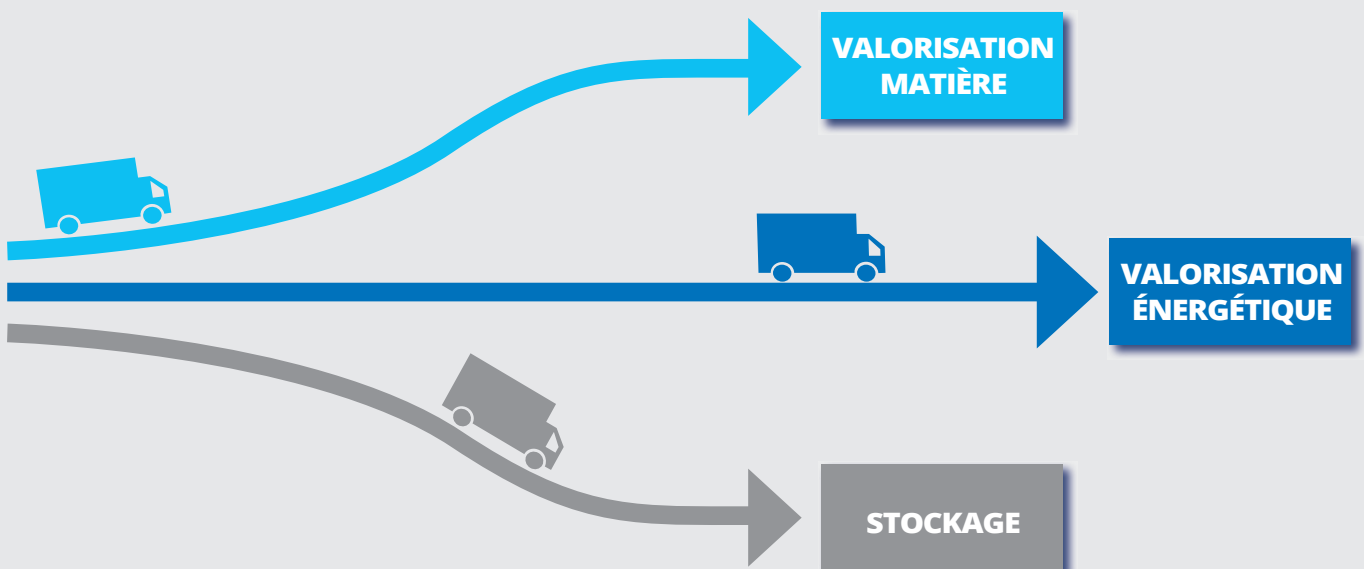 VALORISATION
MATIÈRE
VALORISATION
ÉNERGÉTIQUE
STOCKAGE